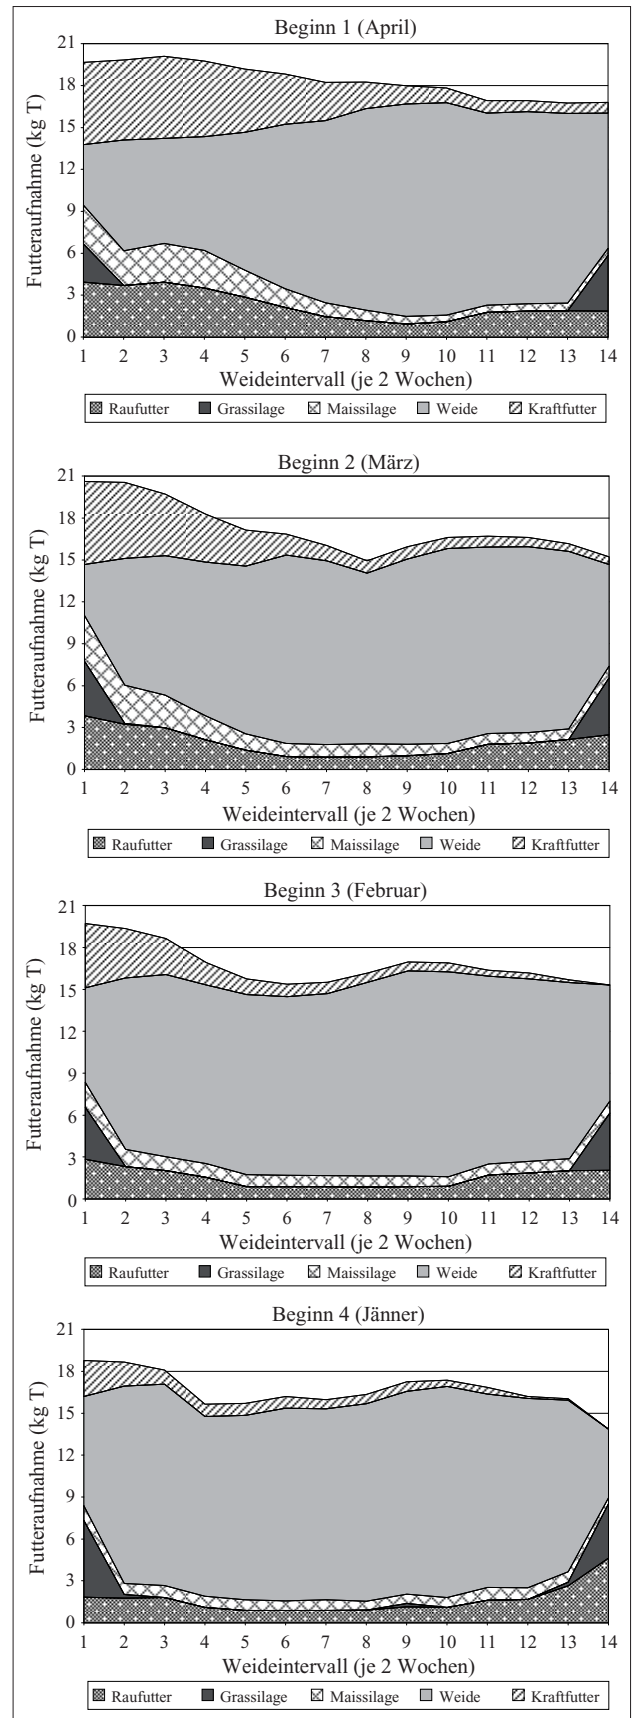 Beginn 1 (April)
Futteraufnahme (kg T)
21
18
15
12
9
6
3
0
1 2 3 4 5 6 7 8 9 10 11 12 13 14
Weideintervall (je 2 Wochen)
Raufutter Grassilage Maissilage Weide Kraftfutter
Beginn 2 (März)
Futteraufnahme (kg T)
21
18
15
12
9
6
3
0
1 2 3 4 5 6 7 8 9 10 11 12 13 14
Weideintervall (je 2 Wochen)
Raufutter Grassilage Maissilage Weide Kraftfutter
Beginn 3 (Februar)
Futteraufnahme (kg T)
21
18
15
12
9
6
3
0
1 2 3 4 5 6 7 8 9 10 11 12 13 14
Weideintervall (je 2 Wochen)
Raufutter Grassilage Maissilage Weide Kraftfutter
Beginn 4 (Jänner)
Futteraufnahme (kg T)
21
18
15
12
9
6
3
0
1 2 3 4 5 6 7 8 9 10 11 12 13 14
Weideintervall (je 2 Wochen)
Raufutter Grassilage Maissilage Weide Kraftfutter